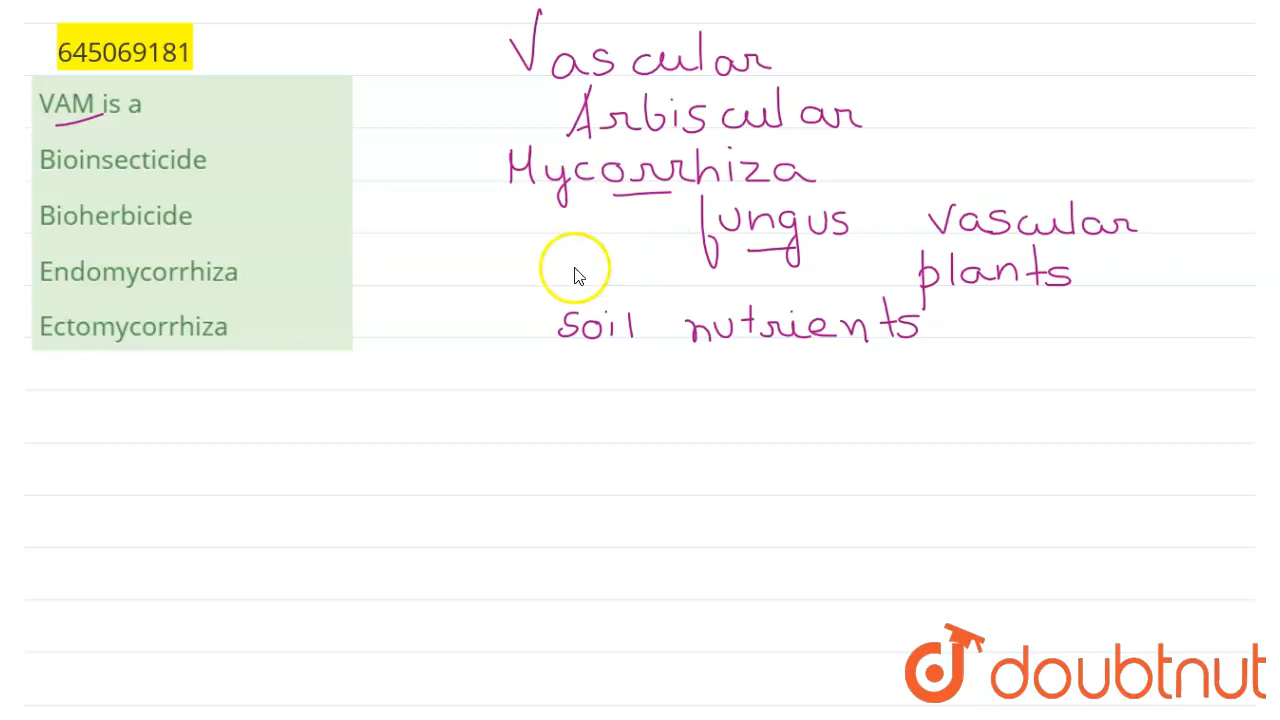 645069181
VAM is a
Bioinsecticide
Bioherbicide
Endomycorrhiza
Ectomycorrhiza
Vascular
Arbiscular
Mycorrhiza
fungus vascular
plants
soil nutrients
doubtnut